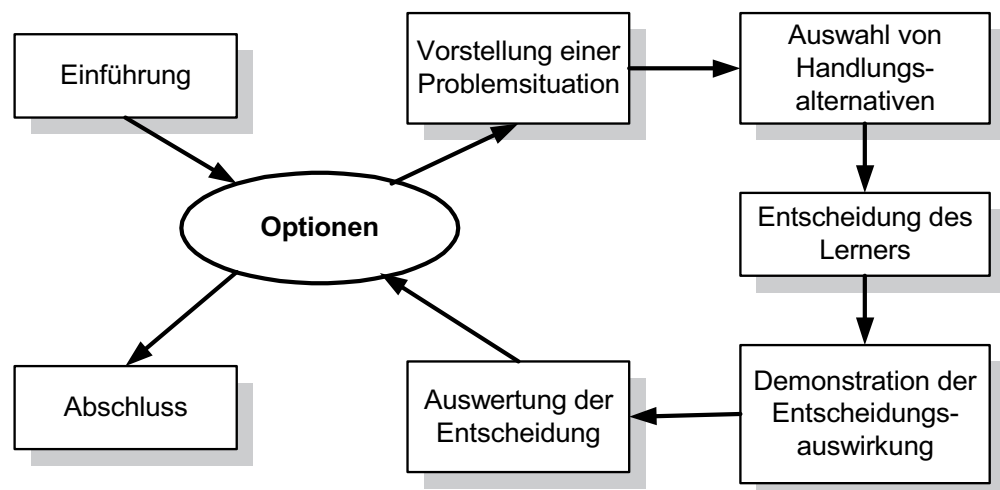 Einführung
Vorstellung einer
Problemsituation
Auswahl von
Handlungs-
alternativen
Optionen
Entscheidung des
Lerners
Abschluss
Auswertung der
Entscheidung
Demonstration der
Entscheidungs-
auswirkung